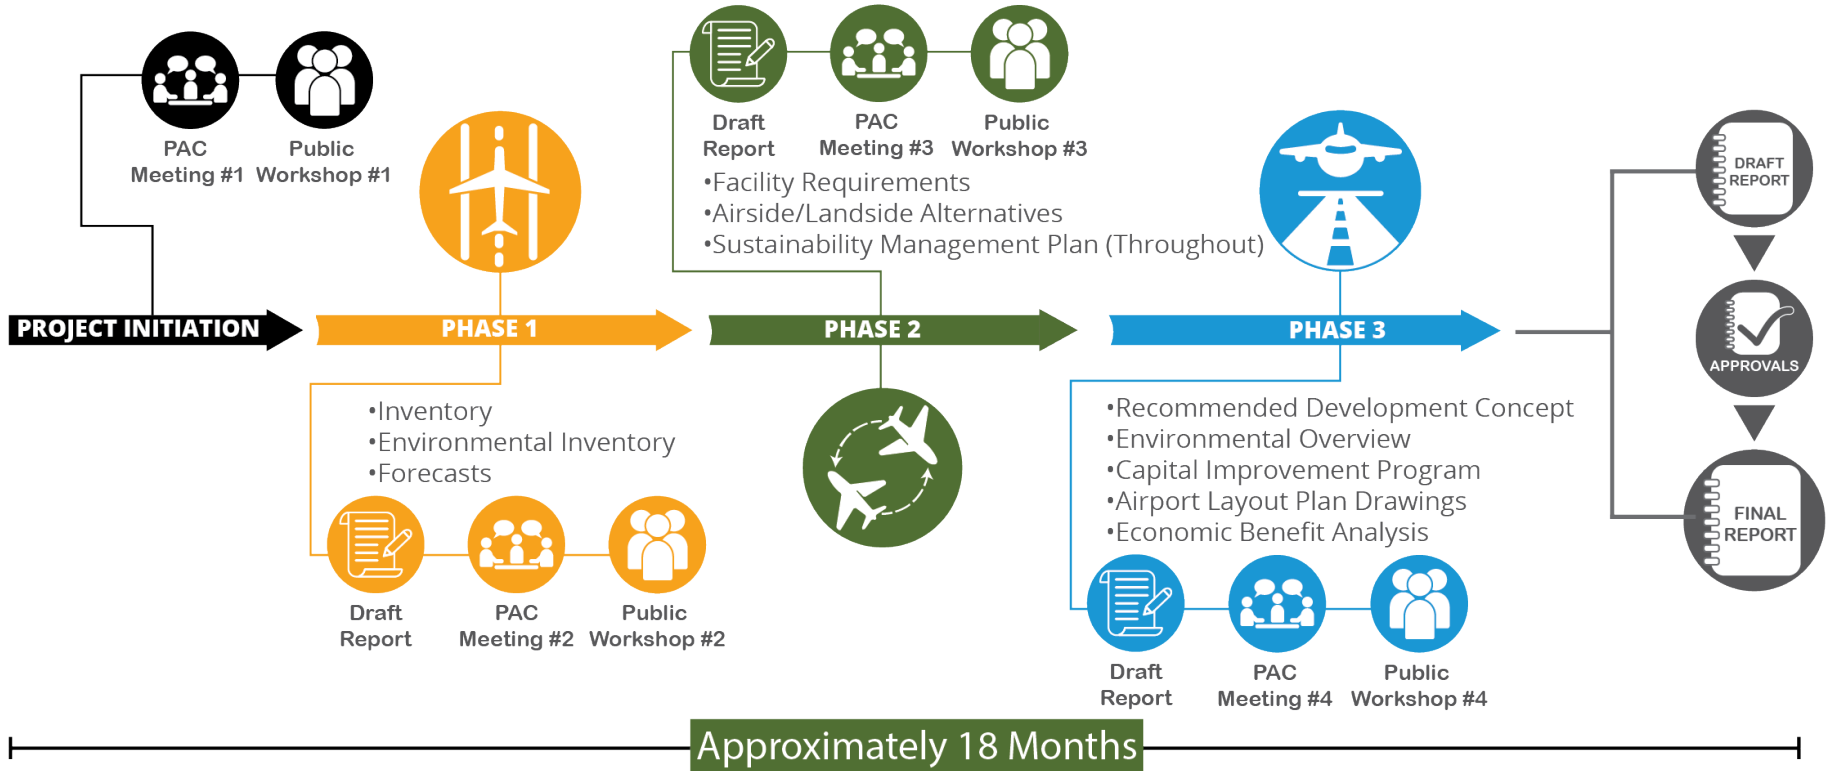 PAC
Meeting #1
Public
Workshop #1
Draft
Report
PAC
Meeting #3
Public
Workshop #3
•Facility Requirements
•Airside/Landside Alternatives
•Sustainability Management Plan (Throughout)
PROJECT INITIATION
PHASE 1
PHASE 2
PHASE 3
•Inventory
•Environmental Inventory
•Forecasts
Draft
Report
PAC
Meeting #2
Public
Workshop #2
•Recommended Development Concept
•Environmental Overview
•Capital Improvement Program
•Airport Layout Plan Drawings
•Economic Benefit Analysis
Draft
Report
PAC
Meeting #4
Public
Workshop #4
DRAFT
REPORT
APPROVALS
FINAL
REPORT
Approximately 18 Months